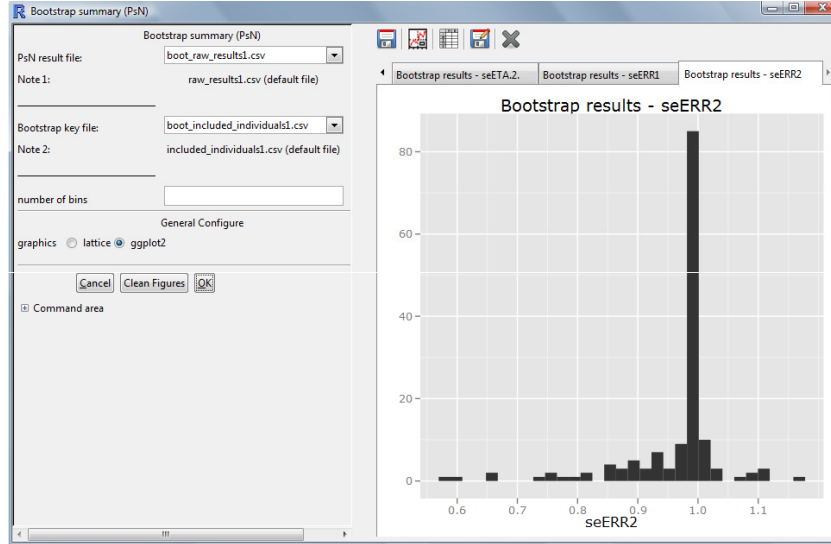 Bootstrap summary (PsN)
Bootstrap summary (PsN)
PsN result file:
boot_raw_results1.csv
Note 1:
raw_results1.csv (default file)
Bootstrap key file:
boot_included_individuals1.csv
Note 2:
included_individuals1.csv (default file)
number of bins
General Configure
graphics lattice ggplot2
Cancel Clean Figures OK
Command area
Bootstrap results - seETA.2. Bootstrap results - seERR1 Bootstrap results - seERR2
Bootstrap results - seERR2
80
60
40
20
0
0.6 0.7 0.8 0.9 1.0 1.1
seERR2